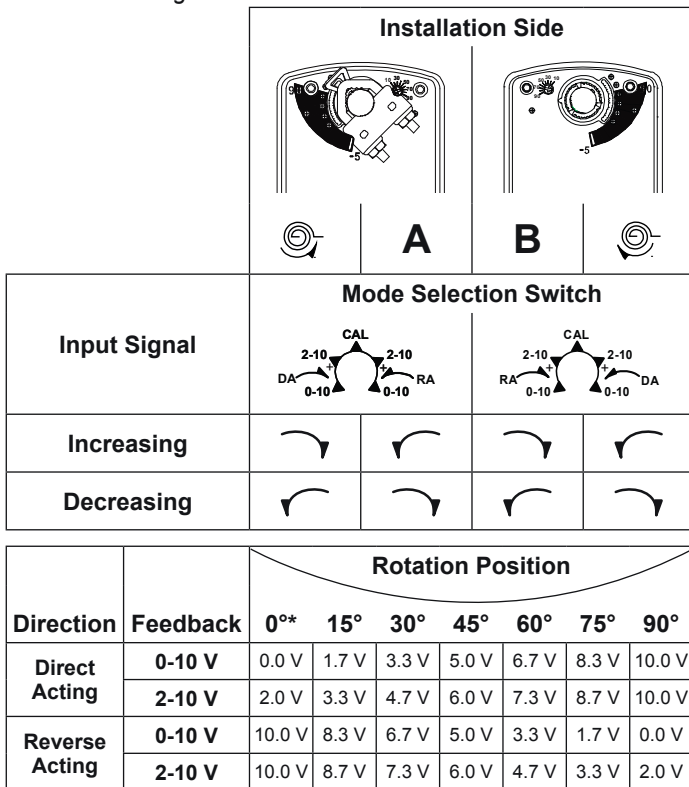 Installation Side
-5
-5
A B
Mode Selection Switch
Input Signal
CAL CAL
2-10 2-10 2-10 2-10
DA RA RA DA
0-10 0-10 0-10 0-10
Increasing
Decreasing
Rotation Position
Direction Feedback 0°* 15° 30° 45° 60° 75° 90°
Direct Acting 0-10 V 0.0 V 1.7 V 3.3 V 5.0 V 6.7 V 8.3 V 10.0 V
2-10 V 2.0 V 3.3 V 4.7 V 6.0 V 7.3 V 8.7 V 10.0 V
Reverse Acting 0-10 V 10.0 V 8.3 V 6.7 V 5.0 V 3.3 V 1.7 V 0.0 V
2-10 V 10.0 V 8.7 V 7.3 V 6.0 V 4.7 V 3.3 V 2.0 V